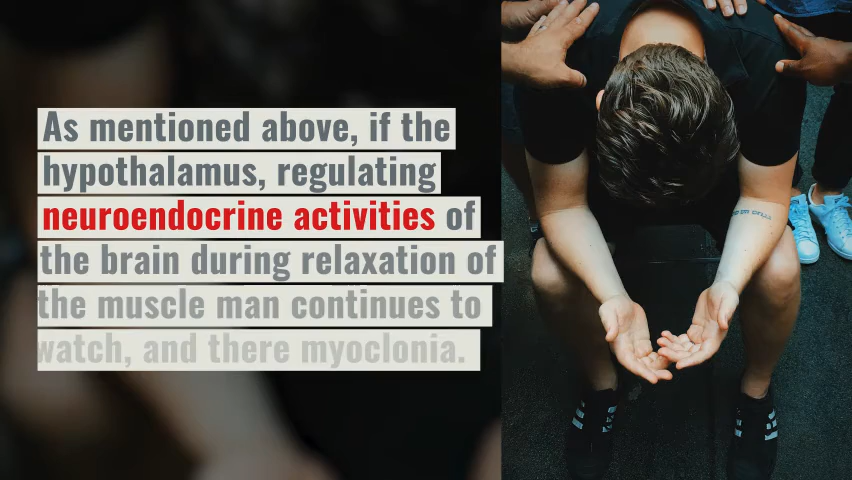 As mentioned above, if the
hypothalamus, regulating
neuroendocrine activities of
the brain during relaxation of
the muscle man continues to
watch, and there myoclonia.